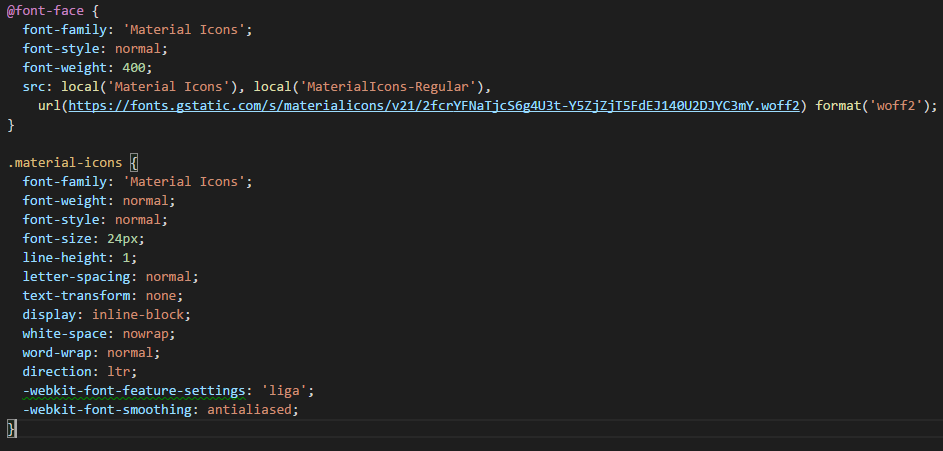 @font-face {
  font-family: 'Material Icons';
  font-style: normal;
  font-weight: 400;
  src: local('Material Icons'), local('MaterialIcons-Regular'),
    url(https://fonts.gstatic.com/s/materialicons/v21/2fcrYFNaTjcS6g4U3t-Y5ZjZjT5FdEJ140U2DJYC3mY.woff2) format('woff2');
}

.material-icons {
  font-family: 'Material Icons';
  font-weight: normal;
  font-style: normal;
  font-size: 24px;
  line-height: 1;
  letter-spacing: normal;
  text-transform: none;
  display: inline-block;
  white-space: nowrap;
  word-wrap: normal;
  direction: ltr;
  -webkit-font-feature-settings: 'liga';
  -webkit-font-smoothing: antialiased;
}